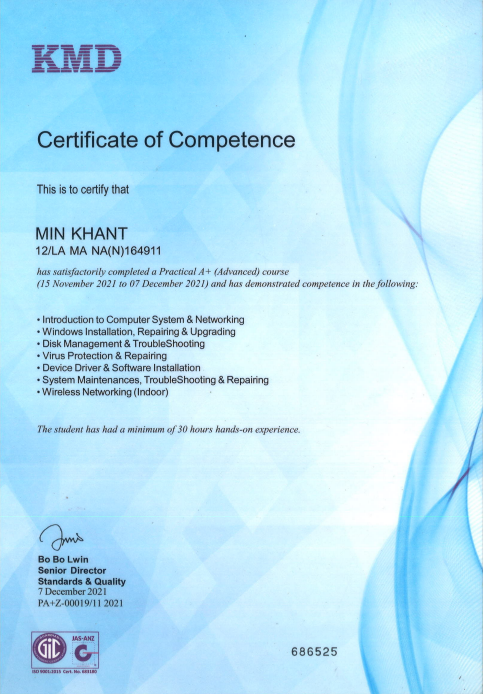 KMD
Certificate of Competence
This is to certify that
MIN KHANT
12/LA MA NA(N)164911
has satisfactorily completed a Practical A+ (Advanced) course
(15 November 2021 to 07 December 2021) and has demonstrated competence in the following:
• Introduction to Computer System & Networking
• Windows Installation, Repairing & Upgrading
• Disk Management & TroubleShooting
• Virus Protection & Repairing
• Device Driver & Software Installation
• System Maintenances, TroubleShooting & Repairing
• Wireless Networking (Indoor)
The student has had a minimum of 30 hours hands-on experience.
Bo Bo Lwin
Senior Director
Standards & Quality
7 December 2021
PA+Z-00019/11 2021
GIC
JAS-ANZ
ISO 9001:2015 Cert. No.
686525